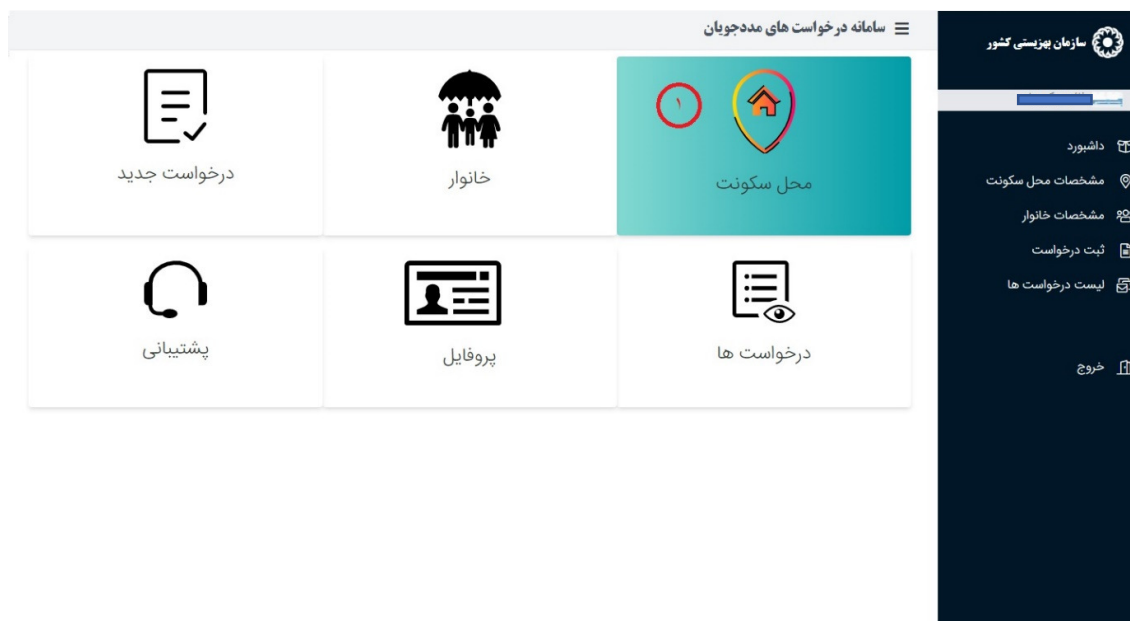 سازمان بهزیستی کشور
داشبورد
مشخصات محل سکونت
مشخصات خانوار
ثبت درخواست
لیست درخواست ها
خروج
سامانه درخواست های مددجویان
۱
محل سکونت
خانوار
درخواست جدید
درخواست ها
پروفایل
پشتیبانی